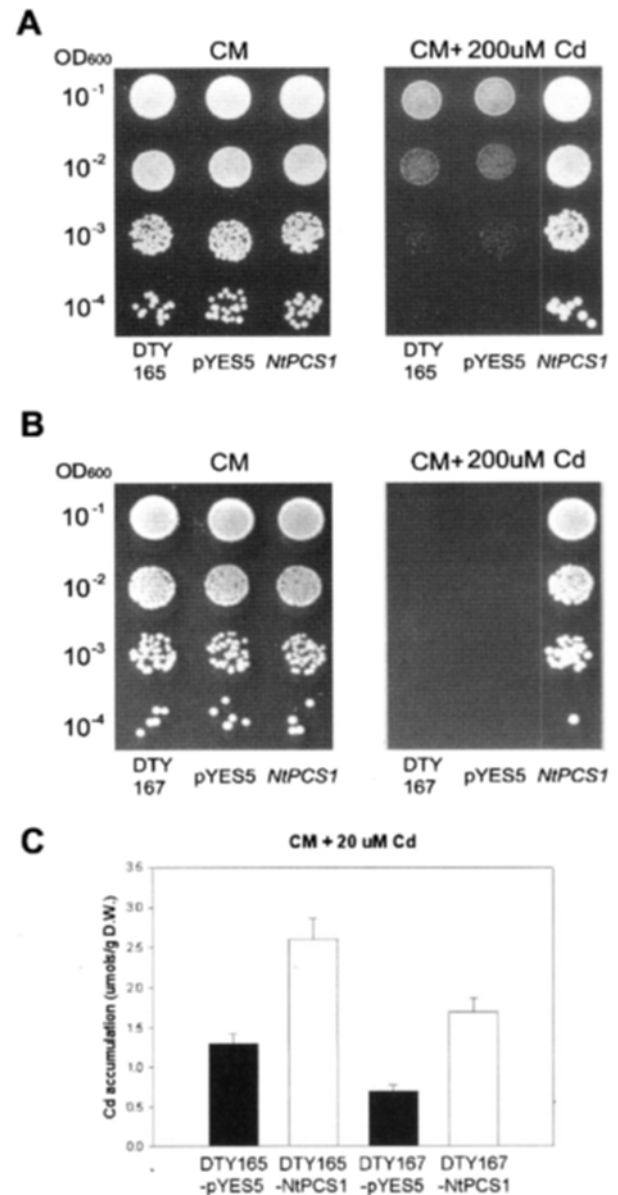 A
OD600 CM CM+ 200uM Cd
10-1
10-2
10-3
10-4
DTY 165 pYES5 NtPCS1 DTY 165 pYES5 NtPCS1
B
OD600 CM CM+ 200uM Cd
10-1
10-2
10-3
10-4
DTY 167 pYES5 NtPCS1 DTY 167 pYES5 NtPCS1
C
CM + 20 uM Cd
Cd accumulation (umols/g D.W.)
3.5
3.0
2.5
2.0
1.5
1.0
0.5
0.0
DTY165 DTY165 DTY167 DTY167
-pYES5 -NtPCS1 -pYES5 -NtPCS1